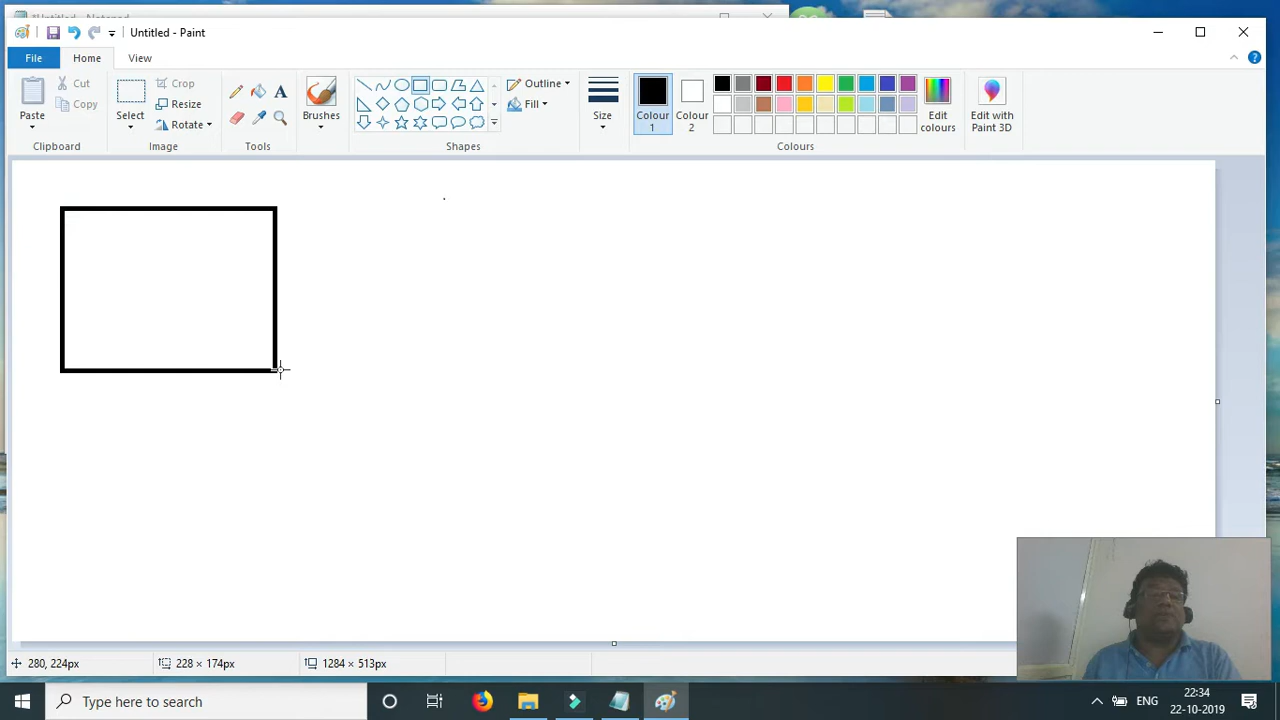 *Untitled - Notepad
Untitled - Paint
File Home View
Cut
Copy
Paste
Clipboard
Crop
Resize
Rotate
Select
Image
A
Tools
Brushes
Outline
Fill
Shapes
Size
Colour 1
Colour 2
Colours
Edit colours
Edit with Paint 3D
280, 224px
228 × 174px
1284 × 513px
Type here to search
ENG
22:34
22-10-2019